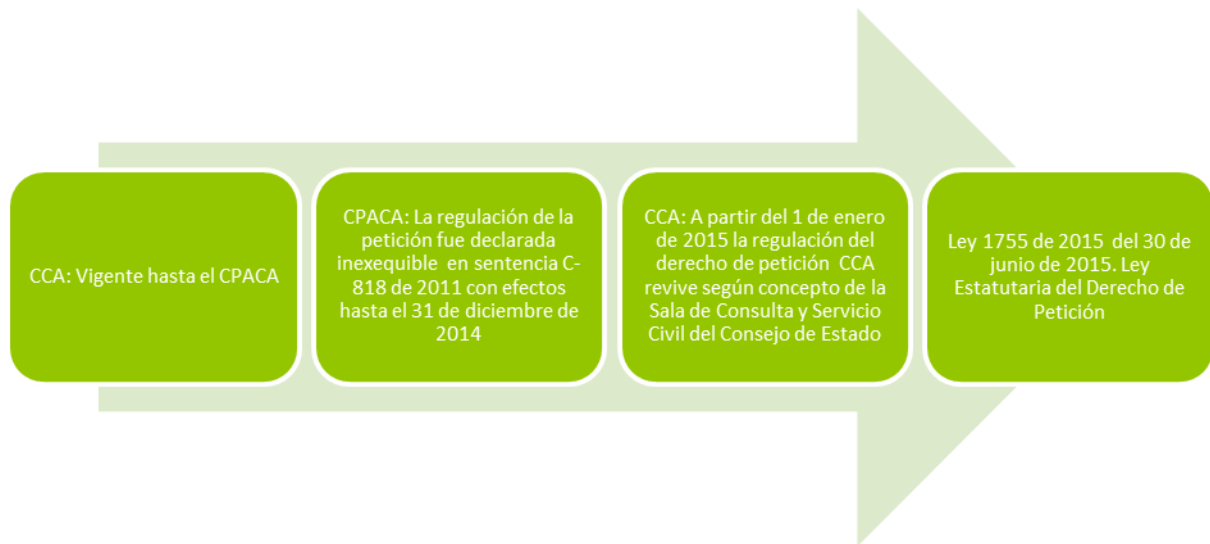 CCA: Vigente hasta el CPACA
CPACA: La regulación de la
petición fue declarada
inexequible en sentencia C-
818 de 2011 con efectos
hasta el 31 de diciembre de
2014
CCA: A partir del 1 de enero
de 2015 la regulación del
derecho de petición CCA
revive según concepto de la
Sala de Consulta y Servicio
Civil del Consejo de Estado
Ley 1755 de 2015 del 30 de
junio de 2015. Ley
Estatutaria del Derecho de
Petición